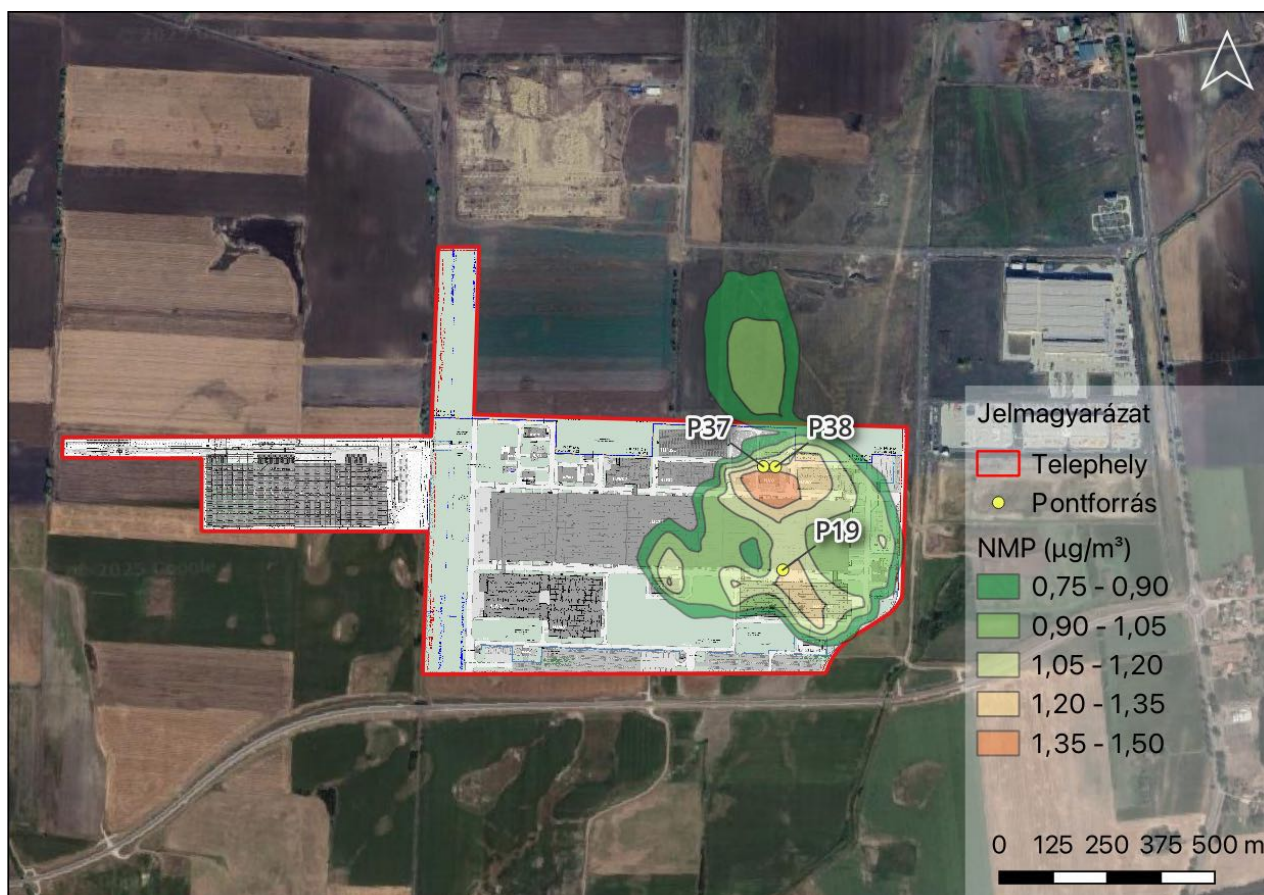 P37
P38
P19
Jelmagyarázat
Telephely
Pontforrás
NMP (µg/m³)
0,75 - 0,90
0,90 - 1,05
1,05 - 1,20
1,20 - 1,35
1,35 - 1,50
0 125 250 375 500 m